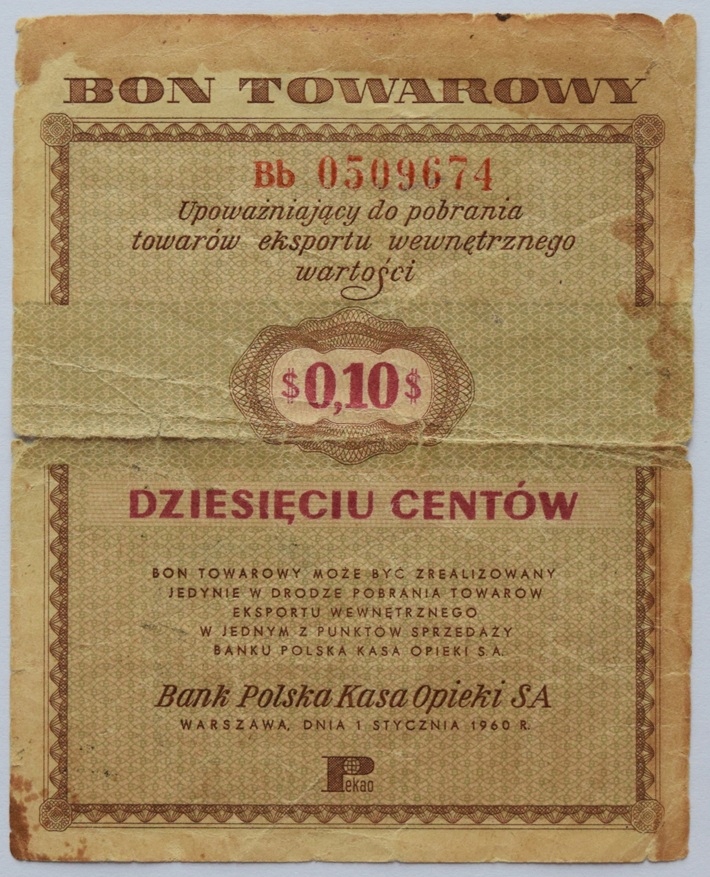 BON TOWAROWY
Bb 0509674
Upoważniający do pobrania
towarów eksportu wewnętrznego
wartości
$0,10$
DZIESIĘCIU CENTÓW
BON TOWAROWY MOŻE BYĆ ZREALIZOWANY
JEDYNIE W DRODZE POBRANIA TOWARÓW
EKSPORTU WEWNĘTRZNEGO
W JEDNYM Z PUNKTÓW SPRZEDAŻY
BANKU POLSKA KASA OPIEKI S.A.
Bank Polska Kasa Opieki SA
WARSZAWA, DNIA 1 STYCZNIA 1960 R.
Pekao